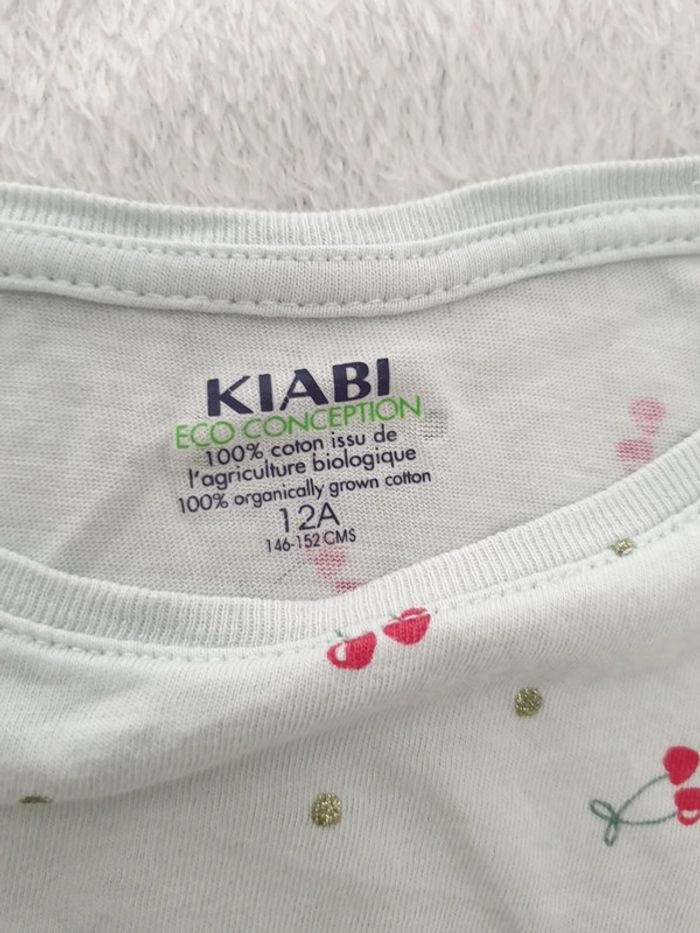 KIABI
ECO CONCEPTION
100% coton issu de
l'agriculture biologique
100% organically grown cotton
12A
146-152 CMS